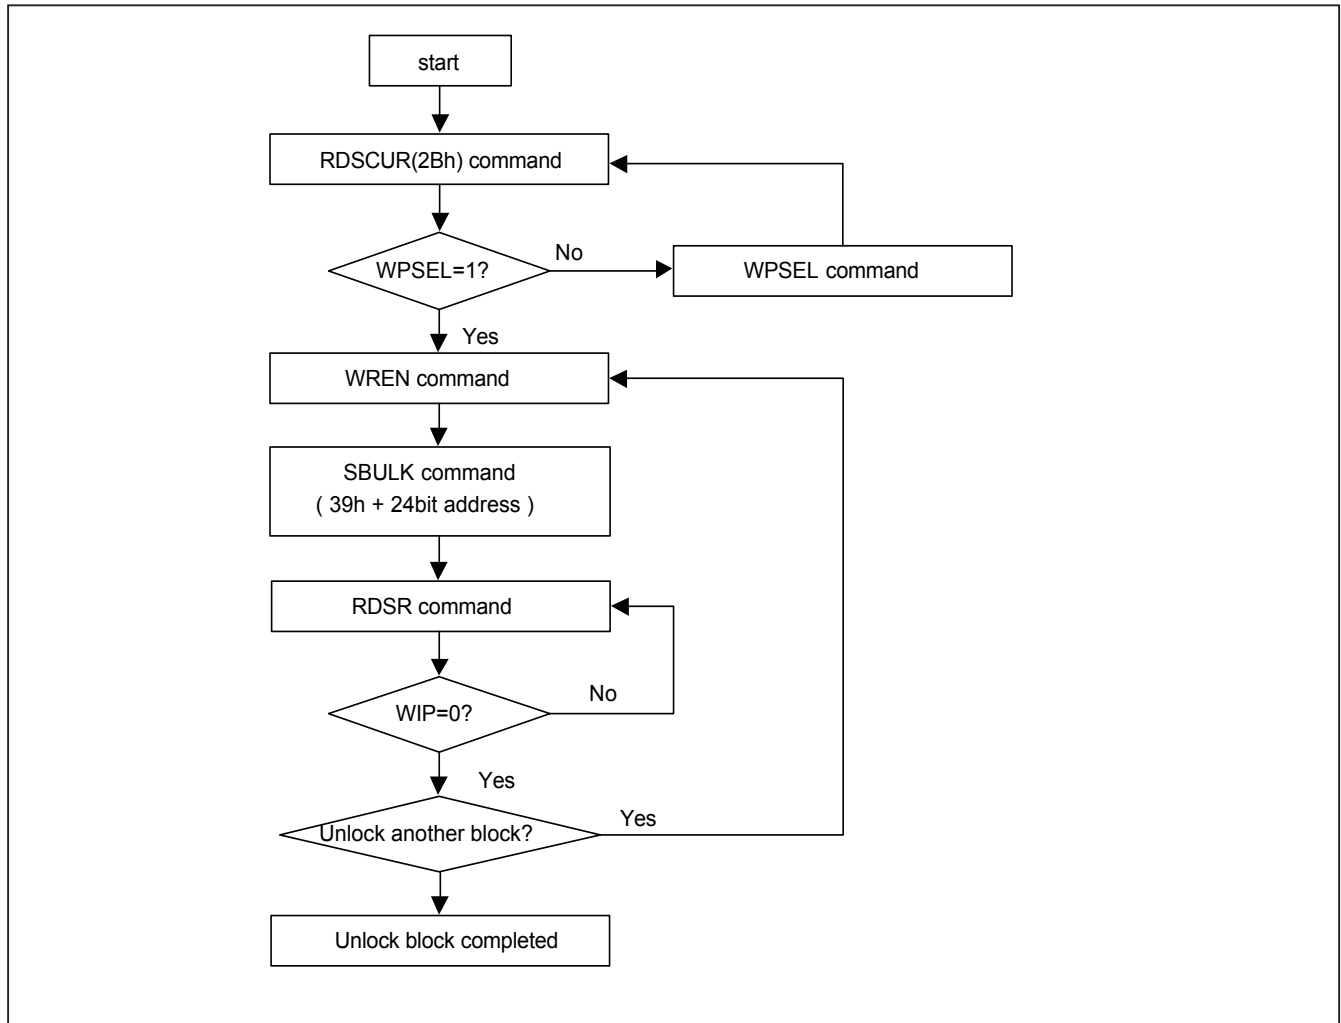 start
RDSCUR(2Bh) command
WPSEL=1?
No
WPSEL command
Yes
WREN command
SBULK command
( 39h + 24bit address )
RDSR command
WIP=0?
No
Yes
Unlock another block?
Yes
Unlock block completed